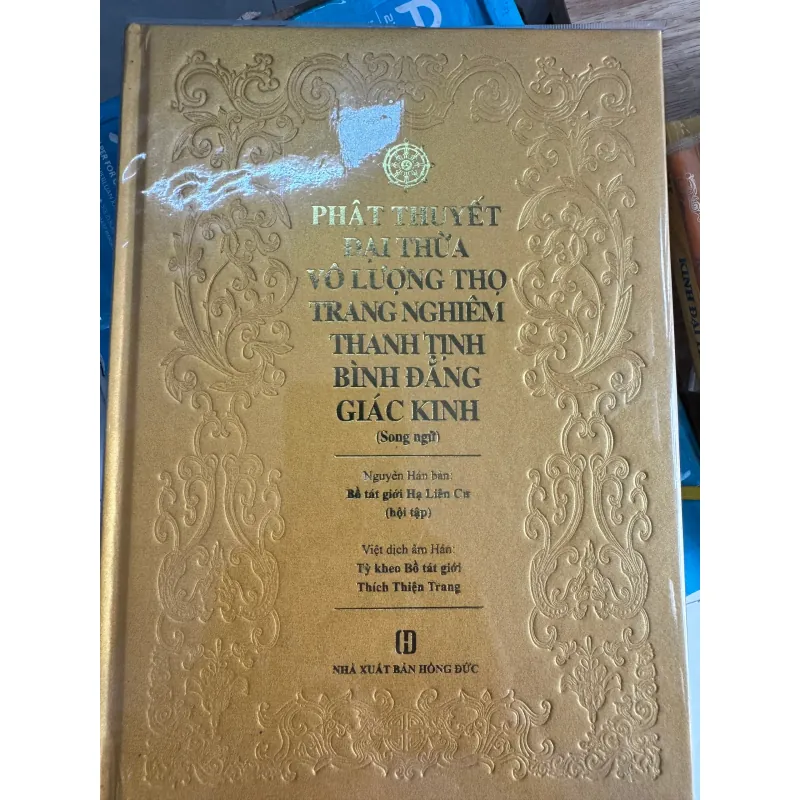 PHẬT THUYẾT
ĐẠI THỪA
VÔ LƯỢNG THỌ
TRANG NGHIÊM
THANH TỊNH
BÌNH ĐẲNG
GIÁC KINH
(Song ngữ)
Nguyên Hán bản:
Bồ tát giới Hạ Liên Cư
(hội tập)
Việt dịch âm Hán:
Tỳ kheo Bồ tát giới
Thích Thiện Trang
NHÀ XUẤT BẢN HỒNG ĐỨC
KINH ĐẠI